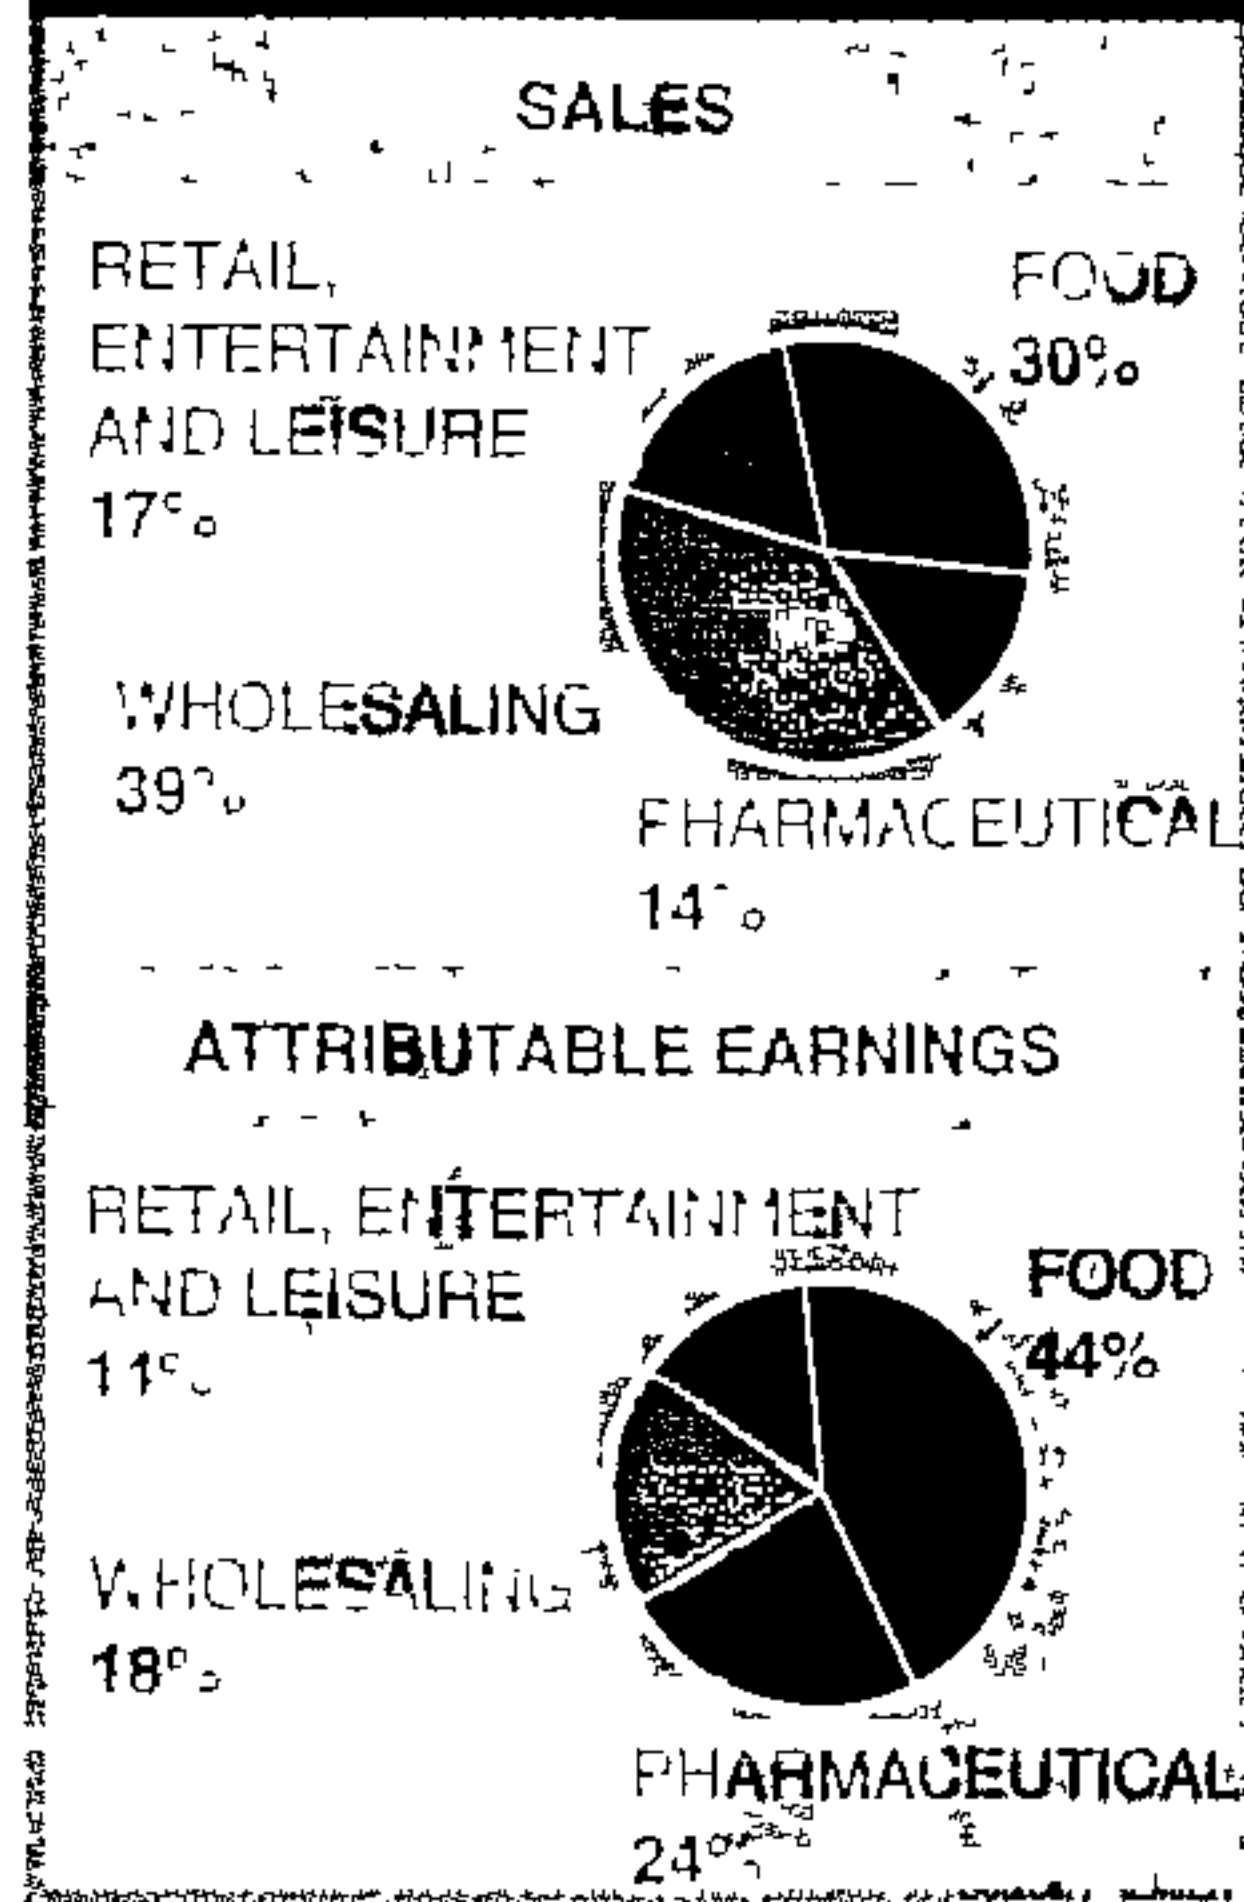 SALES
RETAIL,
ENTERTAINMENT
AND LEISURE
17%
FOOD
30%
WHOLESALING
39%
PHARMACEUTICAL
14%
ATTRIBUTABLE EARNINGS
RETAIL, ENTERTAINMENT
AND LEISURE
11%
FOOD
44%
WHOLESALING
18%
PHARMACEUTICAL
24%